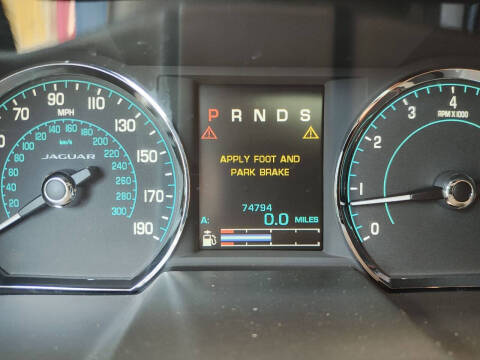 70 90 110 130 150 170 190
MPH
20 40 60 80 100 120 140 160 180 200 220 240 260 280 300
JAGUAR
P R N D S
APPLY FOOT AND
PARK BRAKE
74794
A: 0.0 MILES
0 1 2 3 4
RPM X 1000